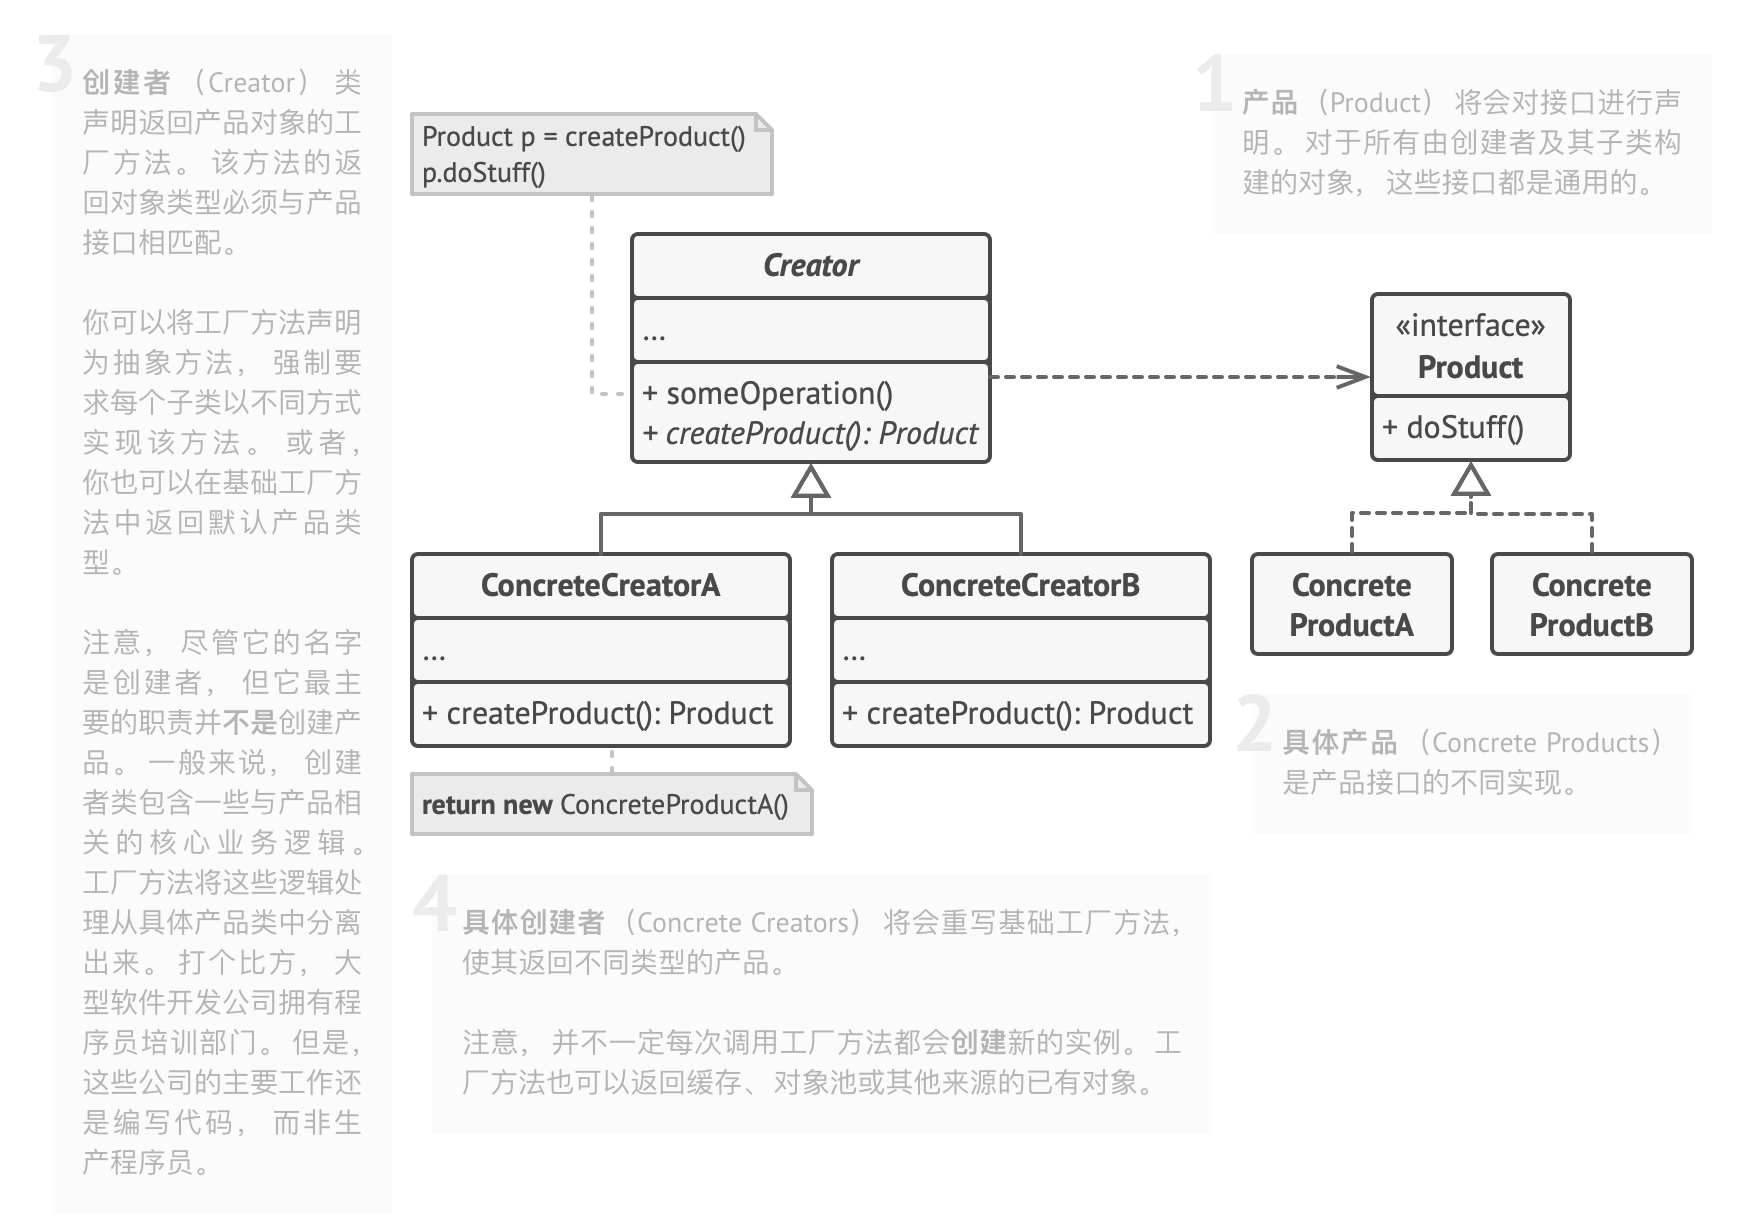 3
创建者 （Creator） 类
声明返回产品对象的工
厂方法。 该方法的返
回对象类型必须与产品
接口相匹配。
你可以将工厂方法声明
为抽象方法， 强制要
求每个子类以不同方式
实现该方法。 或者，
你也可以在基础工厂方
法中返回默认产品类
型。
注意， 尽管它的名字
是创建者， 但它最主
要的职责并不是创建产
品。 一般来说， 创建
者类包含一些与产品相
关的核心业务逻辑。
工厂方法将这些逻辑处
理从具体产品类中分离
出来。 打个比方， 大
型软件开发公司拥有程
序员培训部门。 但是，
这些公司的主要工作还
是编写代码， 而非生
产程序员。
Product p = createProduct()
p.doStuff()
Creator
...
+ someOperation()
+ createProduct(): Product
ConcreteCreatorA
...
+ createProduct(): Product
ConcreteCreatorB
...
+ createProduct(): Product
return new ConcreteProductA()
1
产品 （Product） 将会对接口进行声
明。 对于所有由创建者及其子类构
建的对象， 这些接口都是通用的。
«interface»
Product
+ doStuff()
Concrete
ProductA
Concrete
ProductB
2
具体产品 （Concrete Products）
是产品接口的不同实现。
4
具体创建者 （Concrete Creators） 将会重写基础工厂方法，
使其返回不同类型的产品。
注意， 并不一定每次调用工厂方法都会创建新的实例。 工
厂方法也可以返回缓存、 对象池或其他来源的已有对象。